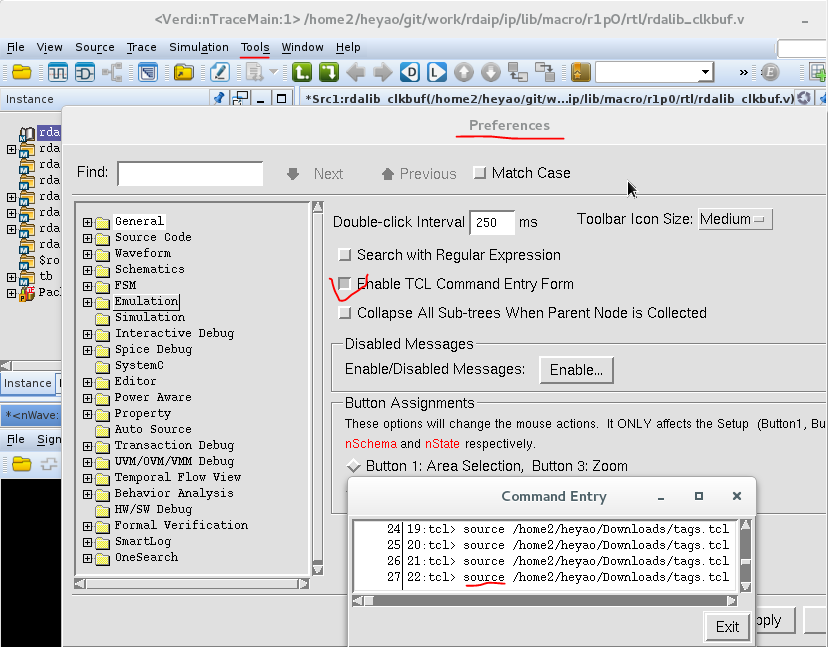 <Verdi:nTraceMain:1> /home2/heyao/git/work/rdaip/ip/lib/macro/r1p0/rtl/rdalib_clkbuf.v
File View Source Trace Simulation Tools Window Help
Instance
*Src1:rdalib_clkbuf(/home2/heyao/git/w...ip/lib/macro/r1p0/rtl/rdalib_clkbuf.v)
Preferences
Find:
Next
Previous
Match Case
rda
rda
rda
rda
rda
rda
rda
rda
$ro
tb
Pac
Instance
*<nWave:
File Sign
General
Source Code
Waveform
Schematics
FSM
Emulation
Simulation
Interactive Debug
Spice Debug
SystemC
Editor
Power Aware
Property
Auto Source
Transaction Debug
UVM/OVM/VMM Debug
Temporal Flow View
Behavior Analysis
HW/SW Debug
Formal Verification
SmartLog
OneSearch
Double-click Interval 250 ms
Toolbar Icon Size: Medium
Search with Regular Expression
Enable TCL Command Entry Form
Collapse All Sub-trees When Parent Node is Collected
Disabled Messages
Enable/Disabled Messages: Enable...
Button Assignments
These options will change the mouse actions. It ONLY affects the Setup (Button1, Bu
nSchema and nState respectively.
Button 1: Area Selection, Button 3: Zoom
Command Entry
24 19:tcl> source /home2/heyao/Downloads/tags.tcl
25 20:tcl> source /home2/heyao/Downloads/tags.tcl
26 21:tcl> source /home2/heyao/Downloads/tags.tcl
27 22:tcl> source /home2/heyao/Downloads/tags.tcl
Exit
pply